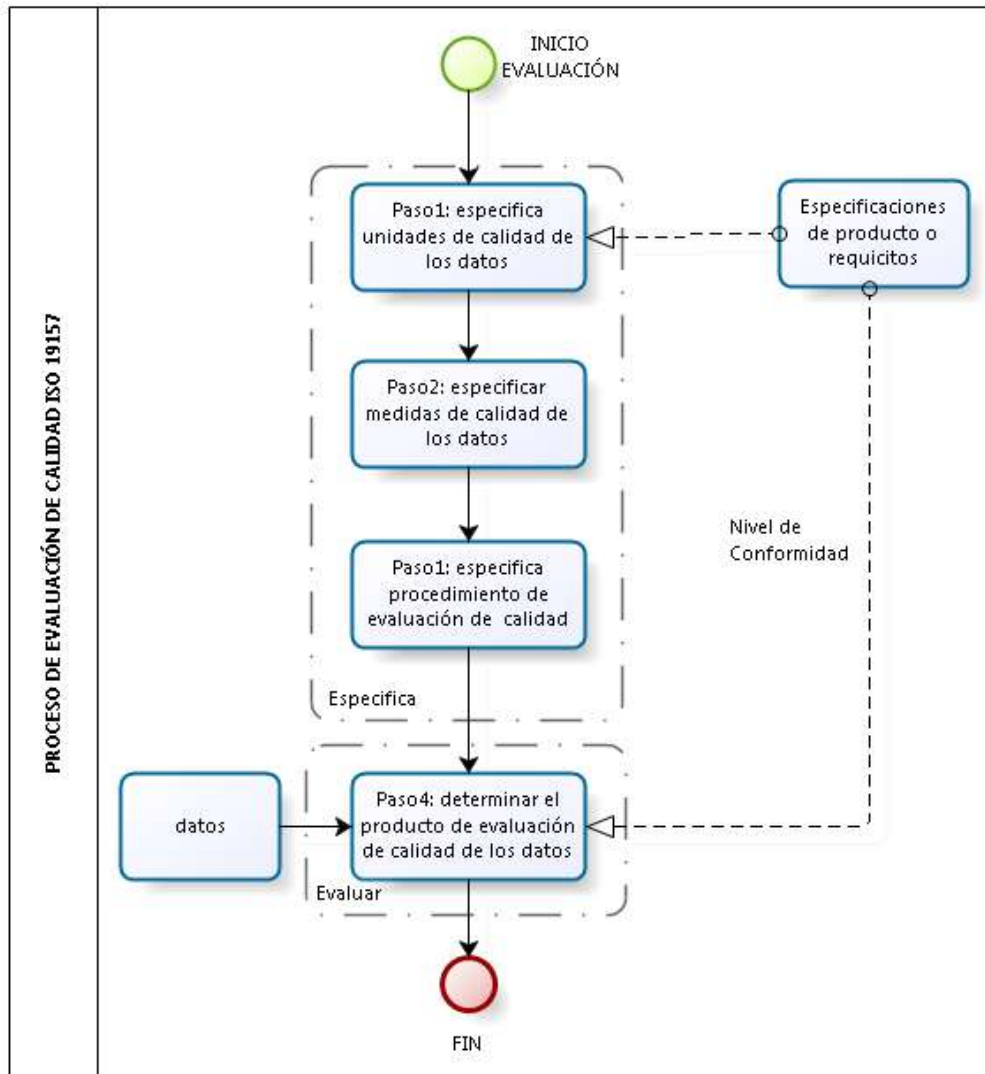 PROCESO DE EVALUACIÓN DE CALIDAD ISO 19157
INICIO
EVALUACIÓN
Paso1: especifica
unidades de calidad de
los datos
Especificaciones
de producto o
requicitos
Paso2: especificar
medidas de calidad de
los datos
Nivel de
Conformidad
Paso1: especifica
procedimiento de
evaluación de calidad
Especifica
datos
Paso4: determinar el
producto de evaluación
de calidad de los datos
Evaluar
FIN